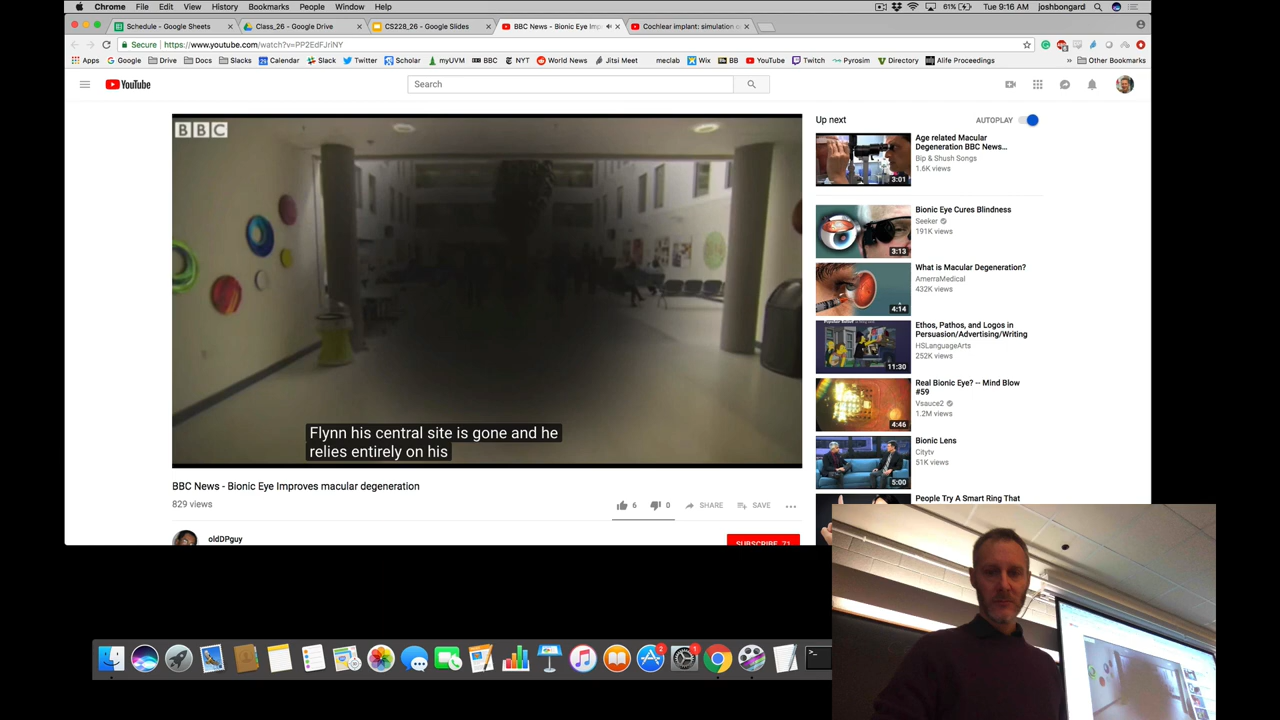 Chrome File Edit View History Bookmarks People Window Help 61% Tue 9:16 AM joshbongard
Schedule - Google Sheets Class_26 - Google Drive CS228_26 - Google Slides BBC News - Bionic Eye Imp Cochlear implant: simulation o
Secure https://www.youtube.com/watch?v=PP2EdFJriNY
Apps Google Drive Docs Slacks Calendar Slack Twitter Scholar myUVM BBC NYT World News Jitsi Meet meclab Wix BB YouTube Twitch Pyrosim Directory Alife Proceedings » Other Bookmarks
YouTube
Search
BBC
Flynn his central site is gone and he
relies entirely on his
BBC News - Bionic Eye Improves macular degeneration
829 views
6 0 SHARE SAVE ...
oldDPguy
SUBSCRIBE 71
Up next AUTOPLAY
3:01
Age related Macular
Degeneration BBC News...
Bip & Shush Songs
1.6K views
3:13
Bionic Eye Cures Blindness
Seeker
191K views
4:14
What is Macular Degeneration?
AmerraMedical
432K views
11:30
Ethos, Pathos, and Logos in
Persuasion/Advertising/Writing
HSLanguageArts
252K views
4:46
Real Bionic Eye? -- Mind Blow
#59
Vsauce2
1.2M views
5:00
Bionic Lens
Citytv
51K views
People Try A Smart Ring That
2
1